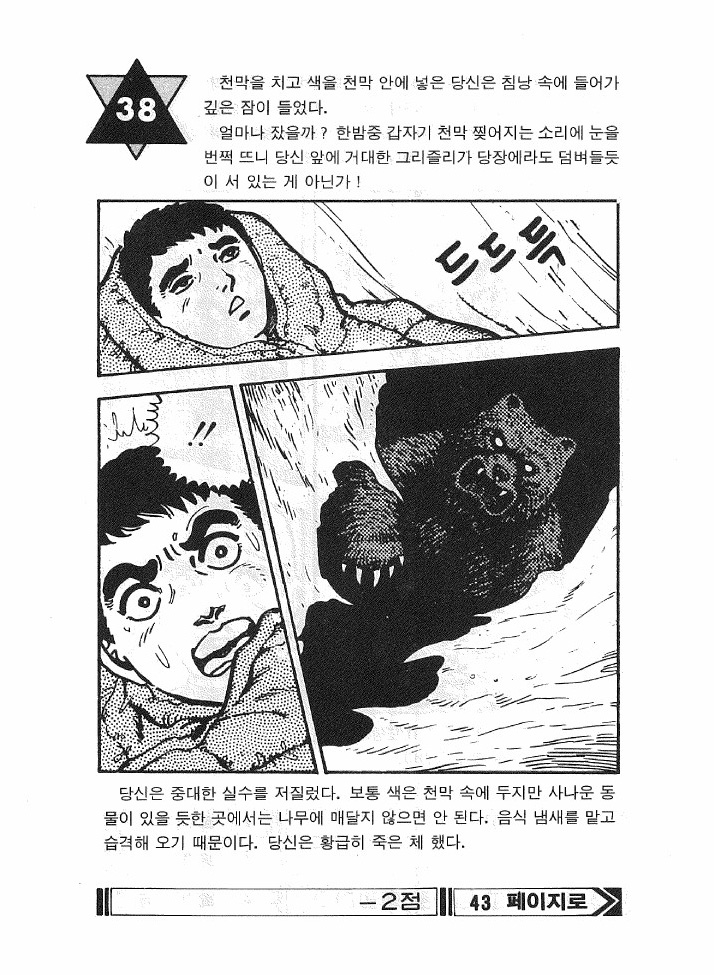 38
천막을 치고 색을 천막 안에 넣은 당신은 침낭 속에 들어가
깊은 잠이 들었다.
얼마나 잤을까? 한밤중 갑자기 천막 찢어지는 소리에 눈을
번쩍 뜨니 당신 앞에 거대한 그리즐리가 당장에라도 덤벼들듯
이 서 있는 게 아닌가!
드드득
!!
당신은 중대한 실수를 저질렀다. 보통 색은 천막 속에 두지만 사나운 동
물이 있을 듯한 곳에서는 나무에 매달지 않으면 안 된다. 음식 냄새를 맡고
습격해 오기 때문이다. 당신은 황급히 죽은 체 했다.
－2점
43 페이지로